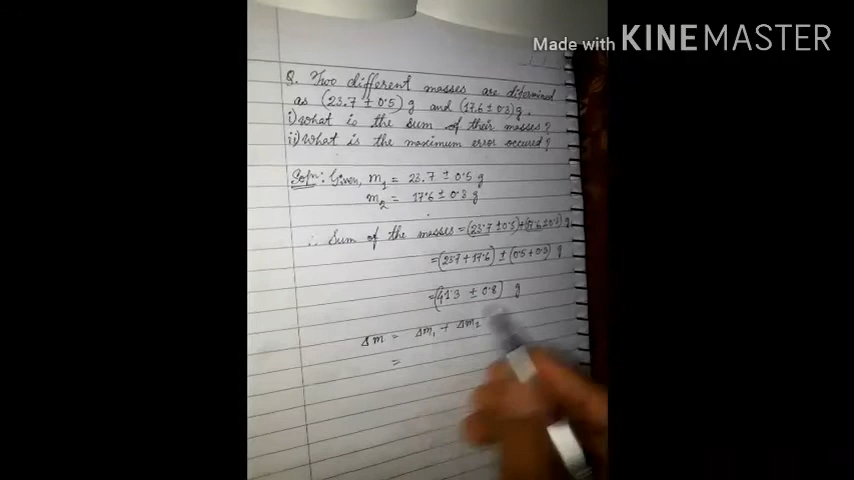 Made with KINEMASTER
Q. Two different masses are determined
as (23.7 ± 0.5) g and (17.6 ± 0.3) g.
i) What is the sum of their masses?
ii) What is the maximum error occured?
Soln: Given, m₁ = 23.7 ± 0.5 g
m₂ = 17.6 ± 0.3 g
∴ Sum of the masses = (23.7 ± 0.5) + (17.6 ± 0.3) g
= (23.7 + 17.6) ± (0.5 + 0.3) g
= (41.3 ± 0.8) g
Δm = Δm₁ + Δm₂
=